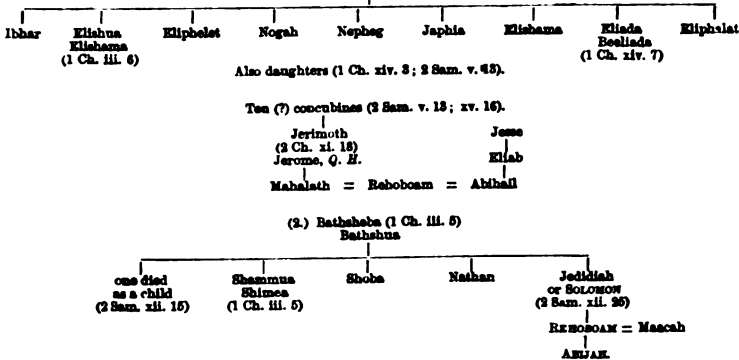 Ibhar Elishua Eliphelet Nogah Nepheg Japhia Elishama Eliada Eliphalat
Elishama Beeliada
(1 Ch. iii. 6) (1 Ch. xiv. 7)
Also daughters (1 Ch. xiv. 3; 2 Sam. v. 13).
Ten (?) concubines (2 Sam. v. 13; xv. 16).
Jerimoth Jesse
(2 Ch. xi. 18)
Jerome, Q. H. Eliab
Mahalath = Rehoboam = Abihail
(2.) Bathsheba (1 Ch. iii. 5)
Bathshua
one died Shammua Shoba Nathan Jedidiah
as a child Shimea or SOLOMON
(2 Sam. xii. 15) (1 Ch. iii. 5) (2 Sam. xii. 25)
REHOBOAM = Maacah
ABIJAH.